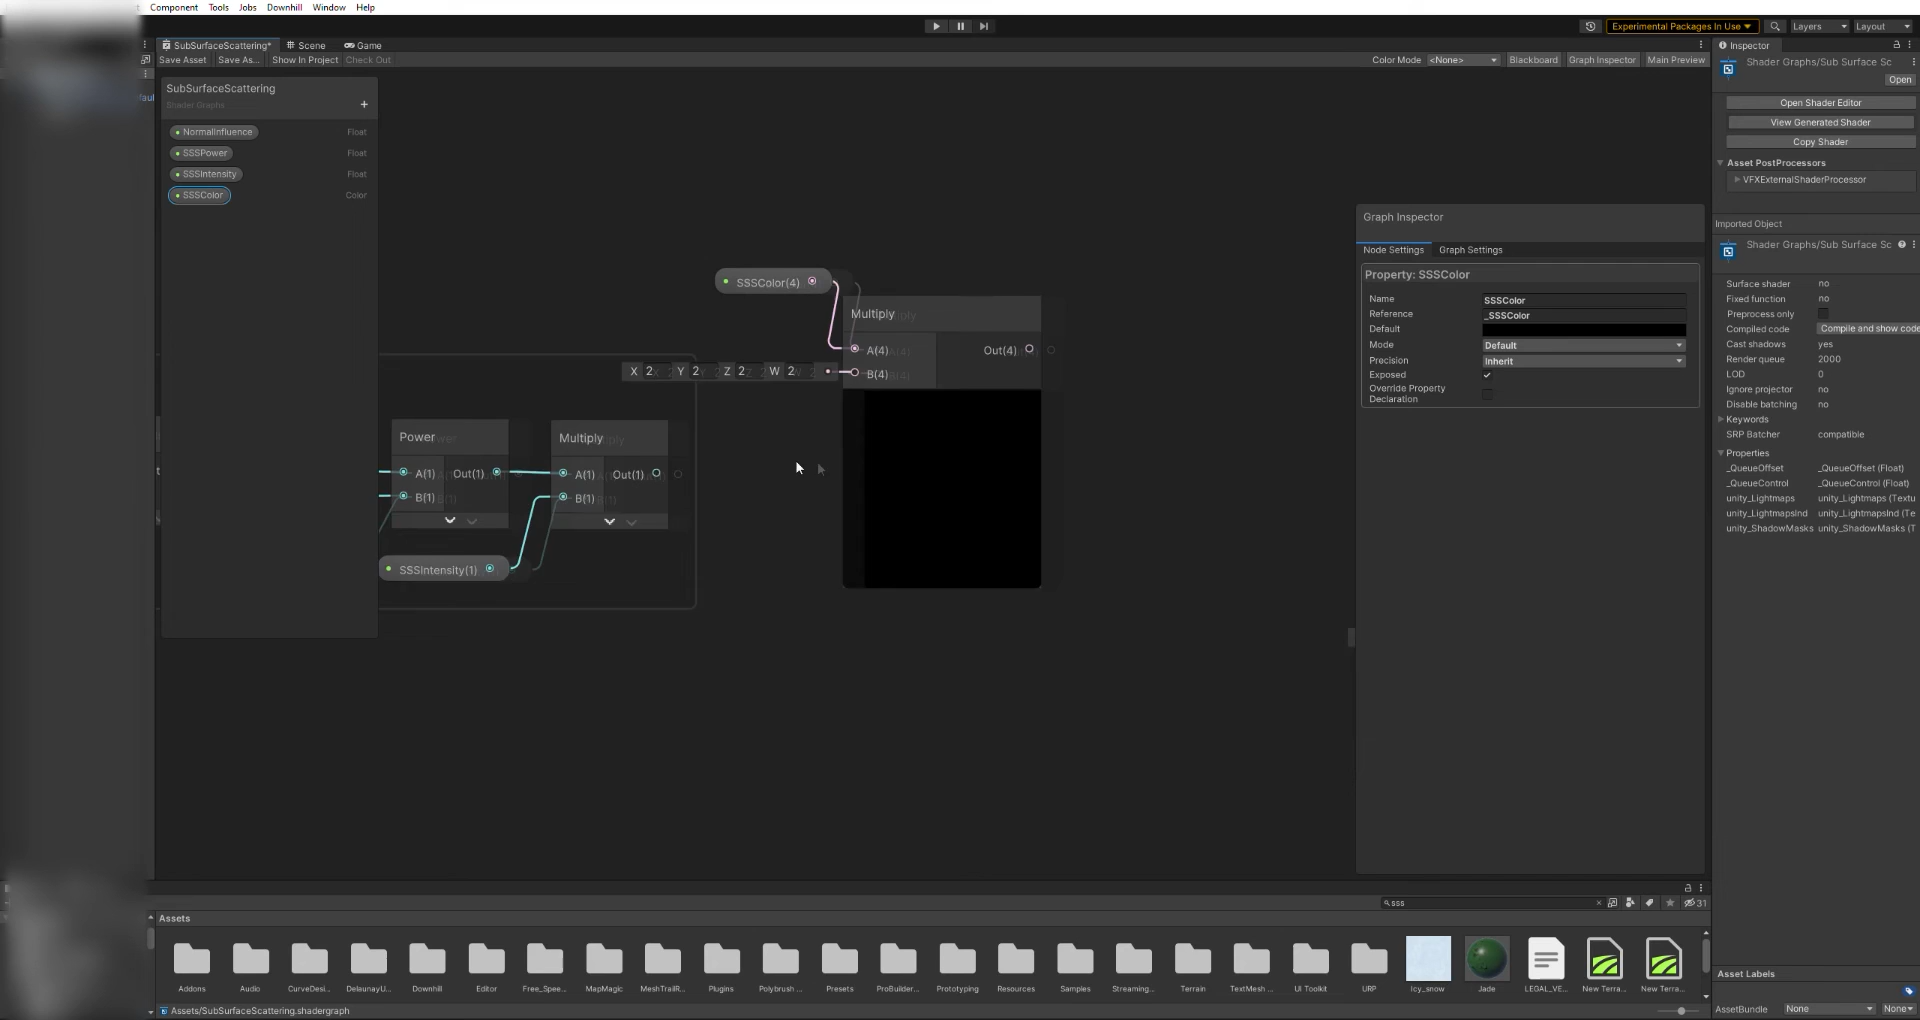 Component Tools Jobs Downhill Window Help
Experimental Packages In Use Layers Layout
SubSurfaceScattering* Scene Game Inspector
Save Asset Save As... Show In Project Check Out Color Mode <None> Blackboard Graph Inspector Main Preview
Shader Graphs/Sub Surface Sc
Open
SubSurfaceScattering
Shader Graphs
Open Shader Editor
View Generated Shader
Copy Shader
NormalInfluence Float
SSSPower Float
SSSIntensity Float
SSSColor Color
Asset PostProcessors
VFXExternalShaderProcessor
Imported Object
Shader Graphs/Sub Surface Sc
Graph Inspector
Node Settings Graph Settings
Property: SSSColor
Name SSSColor
Reference _SSSColor
Default
Mode Default
Precision Inherit
Exposed
Override Property
Declaration
Surface shader no
Fixed function no
Preprocess only
Compiled code Compile and show code
Cast shadows yes
Render queue 2000
LOD 0
Ignore projector no
Disable batching no
Keywords
SRP Batcher compatible
Properties
_QueueOffset _QueueOffset (Float)
_QueueControl _QueueControl (Float)
unity_Lightmaps unity_Lightmaps (Textu
unity_LightmapsInd unity_LightmapsInd (Te
unity_ShadowMasks unity_ShadowMasks (T
SSSColor(4)
Multiply
A(4) Out(4)
X 2 Y 2 Z 2 W 2 B(4)
Power Multiply
A(1) Out(1) A(1) Out(1)
B(1) B(1)
SSSIntensity(1)
sss 31
Assets
Addons Audio CurveDesi... DelaunayU... Downhill Editor Free_Spee... MapMagic MeshTrailR... Plugins Polybrush ... Presets ProBuilder... Prototyping Resources Samples Streaming... Terrain TextMesh ... UI Toolkit URP Icy_snow Jade LEGAL_VE... New Terra... New Terra...
Assets/SubSurfaceScattering.shadergraph
Asset Labels
AssetBundle None None